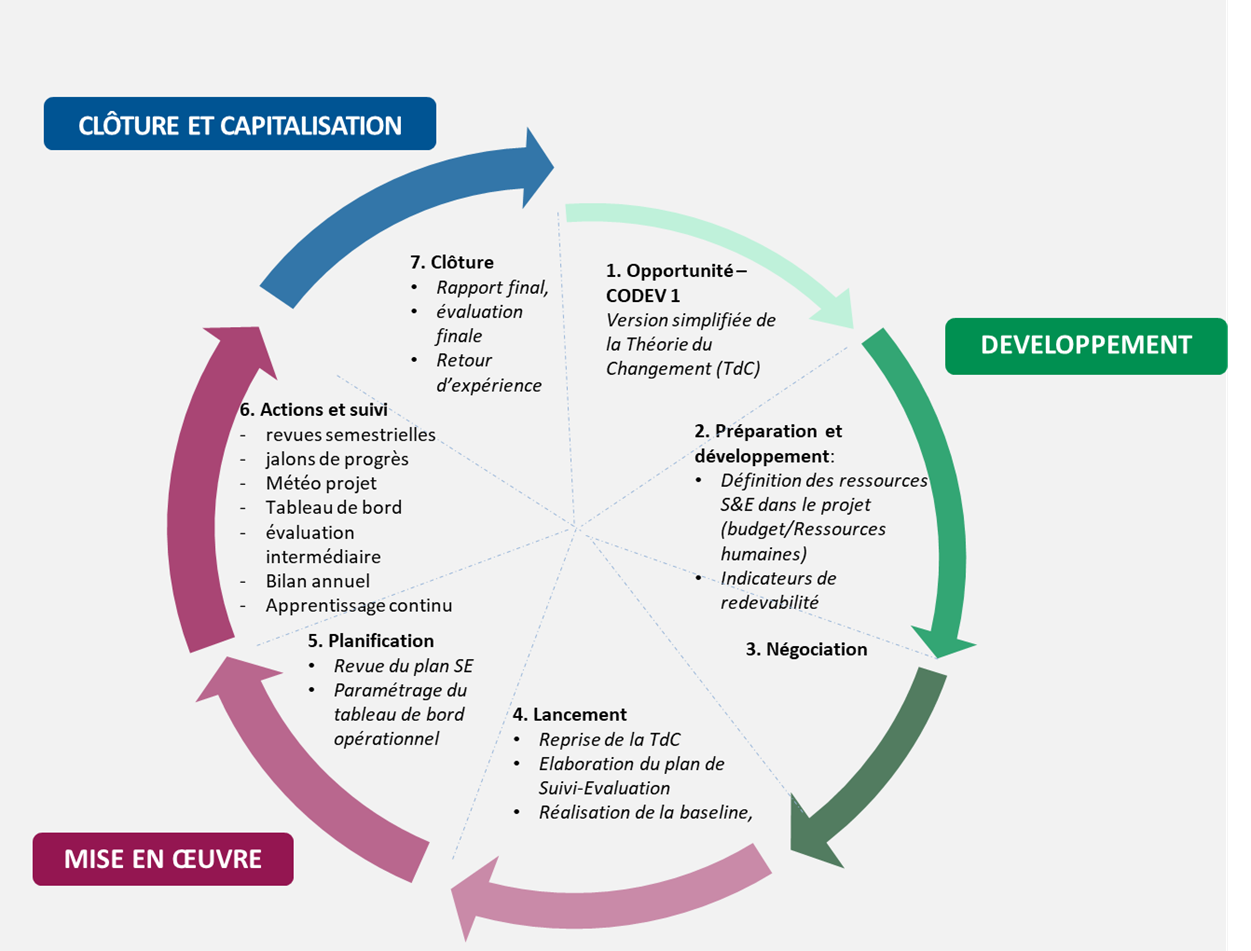 CLÔTURE ET CAPITALISATION
7. Clôture
• Rapport final,
• évaluation
finale
• Retour
d'expérience
1. Opportunité –
CODEV 1
Version simplifiée de
la Théorie du
Changement (TdC)
DEVELOPPEMENT
2. Préparation et
développement:
• Définition des ressources
S&E dans le projet
(budget/Ressources
humaines)
• Indicateurs de
redevabilité
3. Négociation
4. Lancement
• Reprise de la TdC
• Elaboration du plan de
Suivi-Evaluation
• Réalisation de la baseline,
5. Planification
• Revue du plan SE
• Paramétrage du
tableau de bord
opérationnel
6. Actions et suivi
- revues semestrielles
- jalons de progrès
- Météo projet
- Tableau de bord
- évaluation
intermédiaire
- Bilan annuel
- Apprentissage continu
MISE EN ŒUVRE